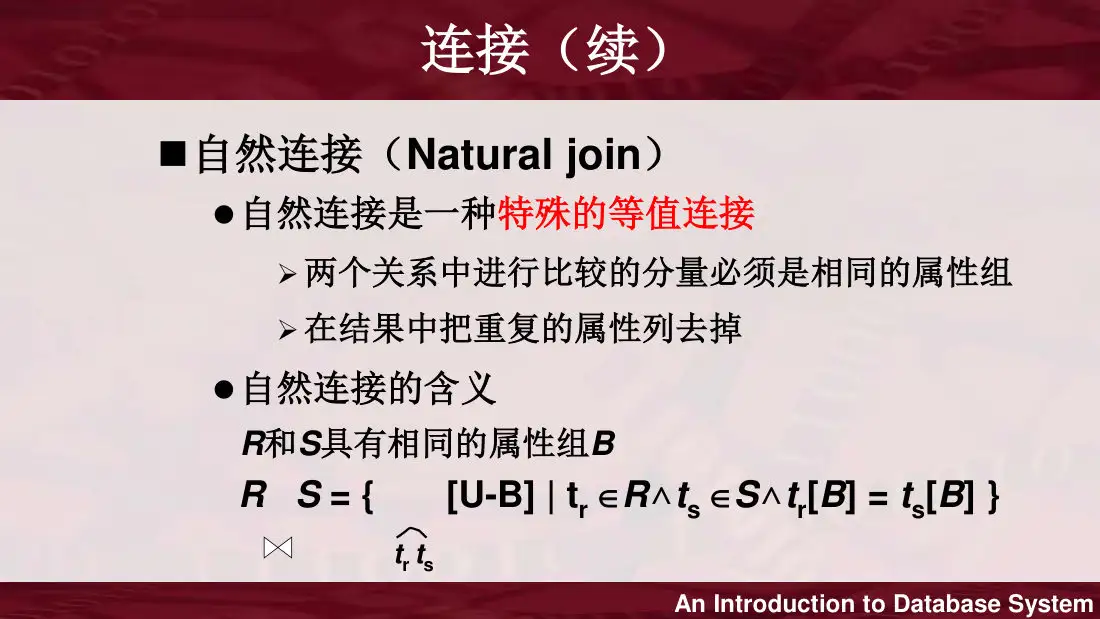 连接（续）
■自然连接（Natural join）
●自然连接是一种特殊的等值连接
➢两个关系中进行比较的分量必须是相同的属性组
➢在结果中把重复的属性列去掉
●自然连接的含义
R和S具有相同的属性组B
R S = { [U-B] | tr ∈R∧ts ∈S∧tr[B] = ts[B] }
⋈ tr ts
An Introduction to Database System